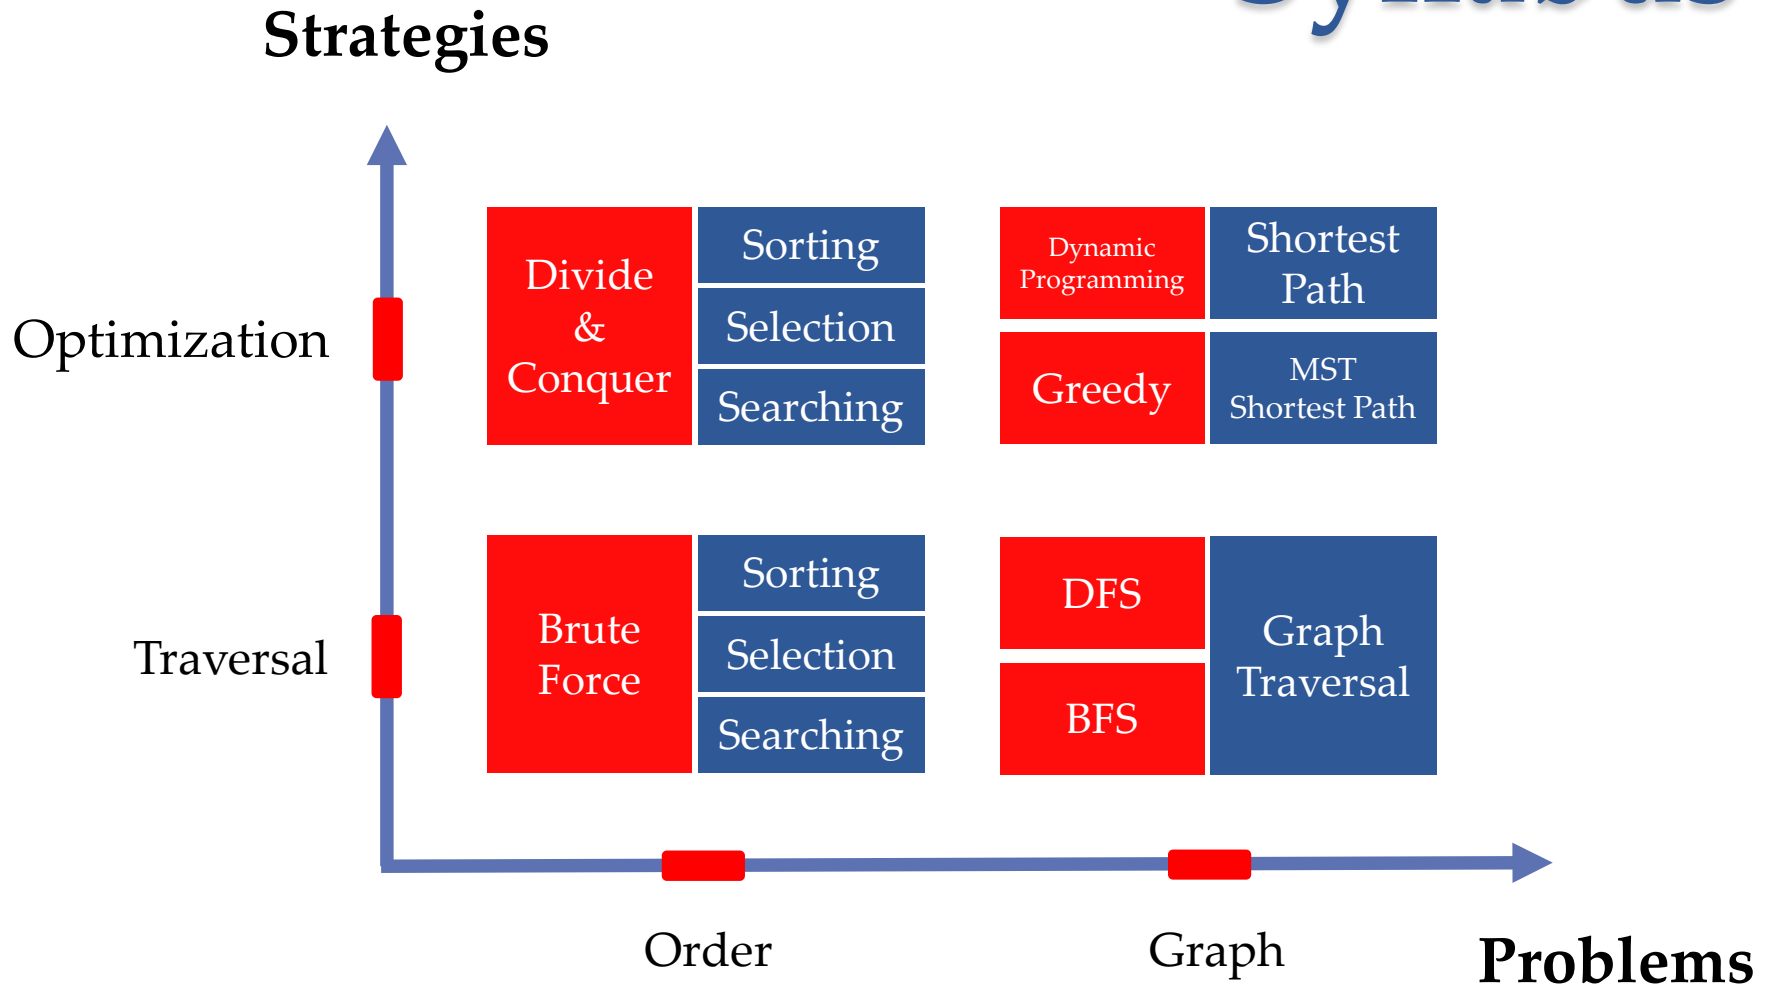 Syllabus
Strategies
Optimization
Divide
&
Conquer
Sorting
Selection
Searching
Dynamic
Programming
Shortest
Path
Greedy
MST
Shortest Path
Traversal
Brute
Force
Sorting
Selection
Searching
DFS
BFS
Graph
Traversal
Order
Graph
Problems